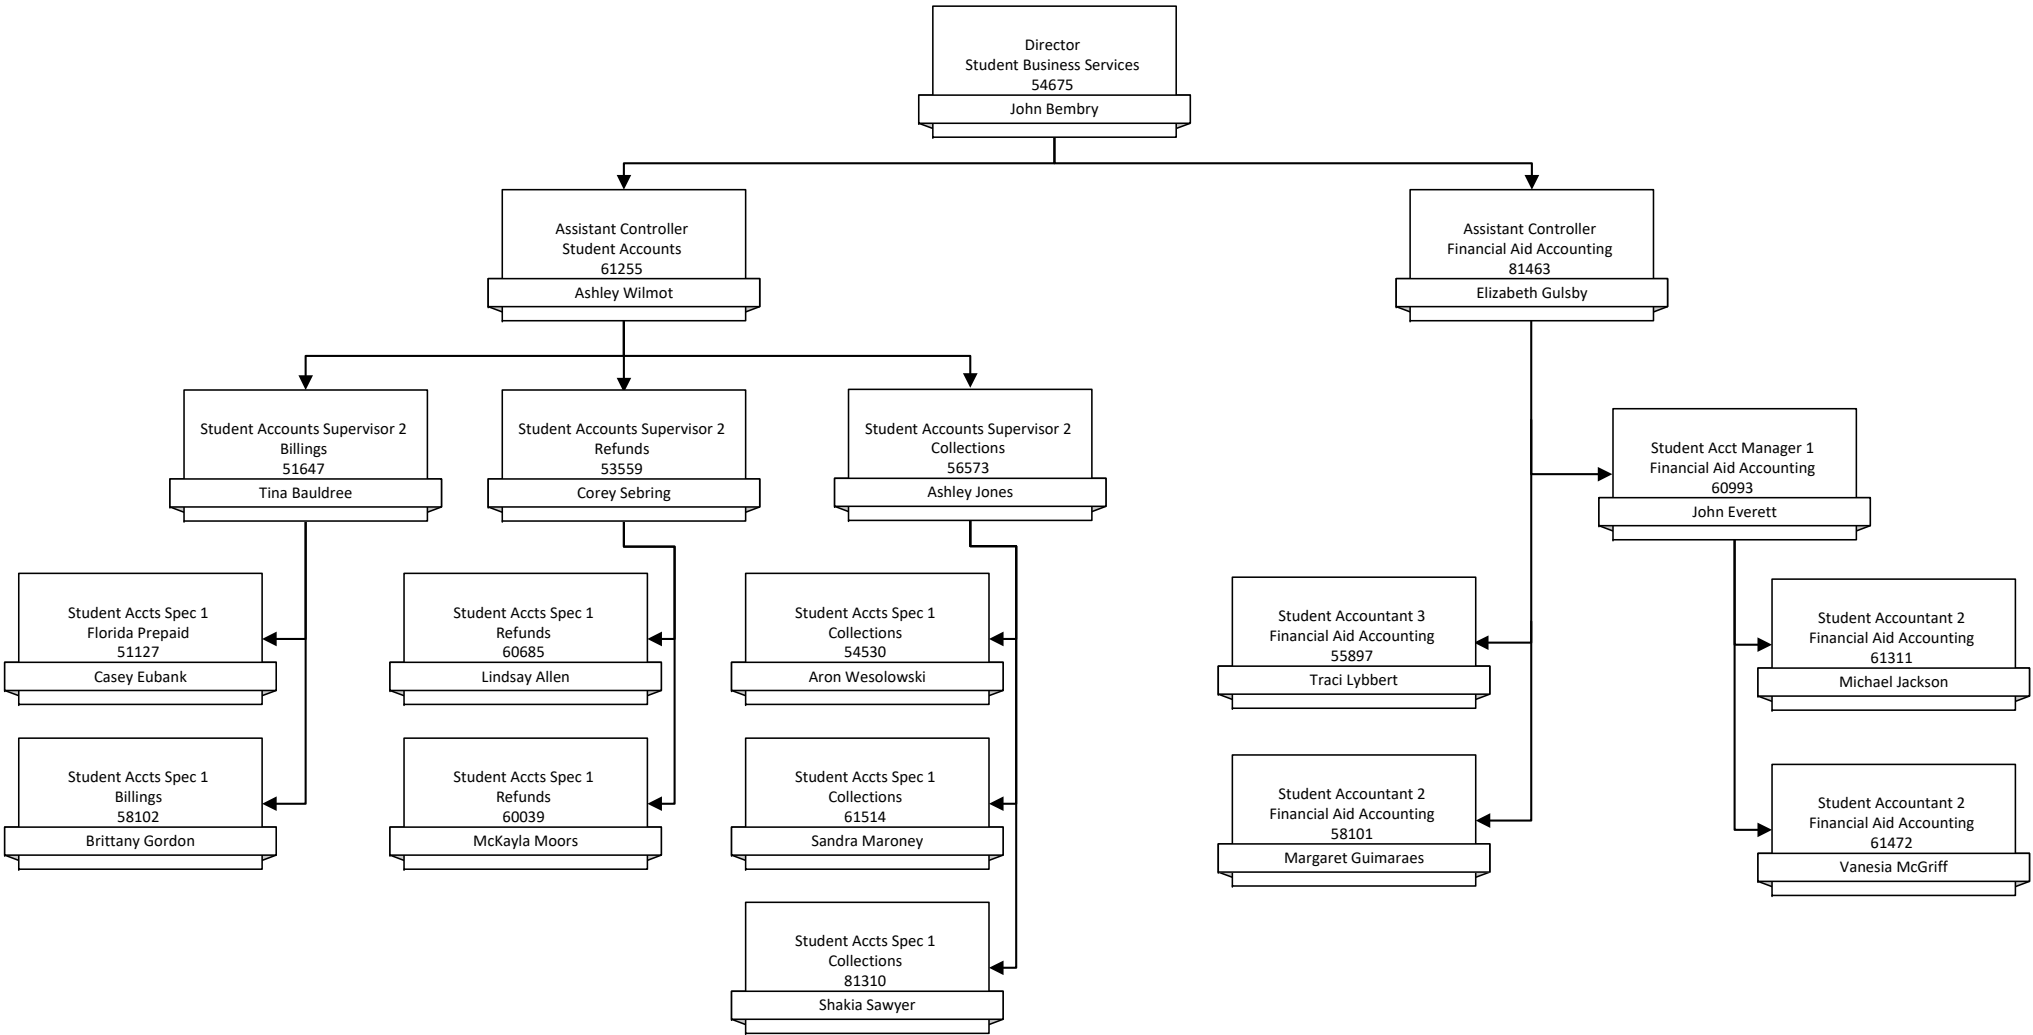 Director
Student Business Services
54675
John Bembry
Assistant Controller
Student Accounts
61255
Ashley Wilmot
Assistant Controller
Financial Aid Accounting
81463
Elizabeth Gulsby
Student Accounts Supervisor 2
Billings
51647
Tina Bauldree
Student Accounts Supervisor 2
Refunds
53559
Corey Sebring
Student Accounts Supervisor 2
Collections
56573
Ashley Jones
Student Acct Manager 1
Financial Aid Accounting
60993
John Everett
Student Accts Spec 1
Florida Prepaid
51127
Casey Eubank
Student Accts Spec 1
Refunds
60685
Lindsay Allen
Student Accts Spec 1
Collections
54530
Aron Wesolowski
Student Accountant 3
Financial Aid Accounting
55897
Traci Lybbert
Student Accountant 2
Financial Aid Accounting
61311
Michael Jackson
Student Accts Spec 1
Billings
58102
Brittany Gordon
Student Accts Spec 1
Refunds
60039
McKayla Moors
Student Accts Spec 1
Collections
61514
Sandra Maroney
Student Accountant 2
Financial Aid Accounting
58101
Margaret Guimaraes
Student Accountant 2
Financial Aid Accounting
61472
Vanesia McGriff
Student Accts Spec 1
Collections
81310
Shakia Sawyer